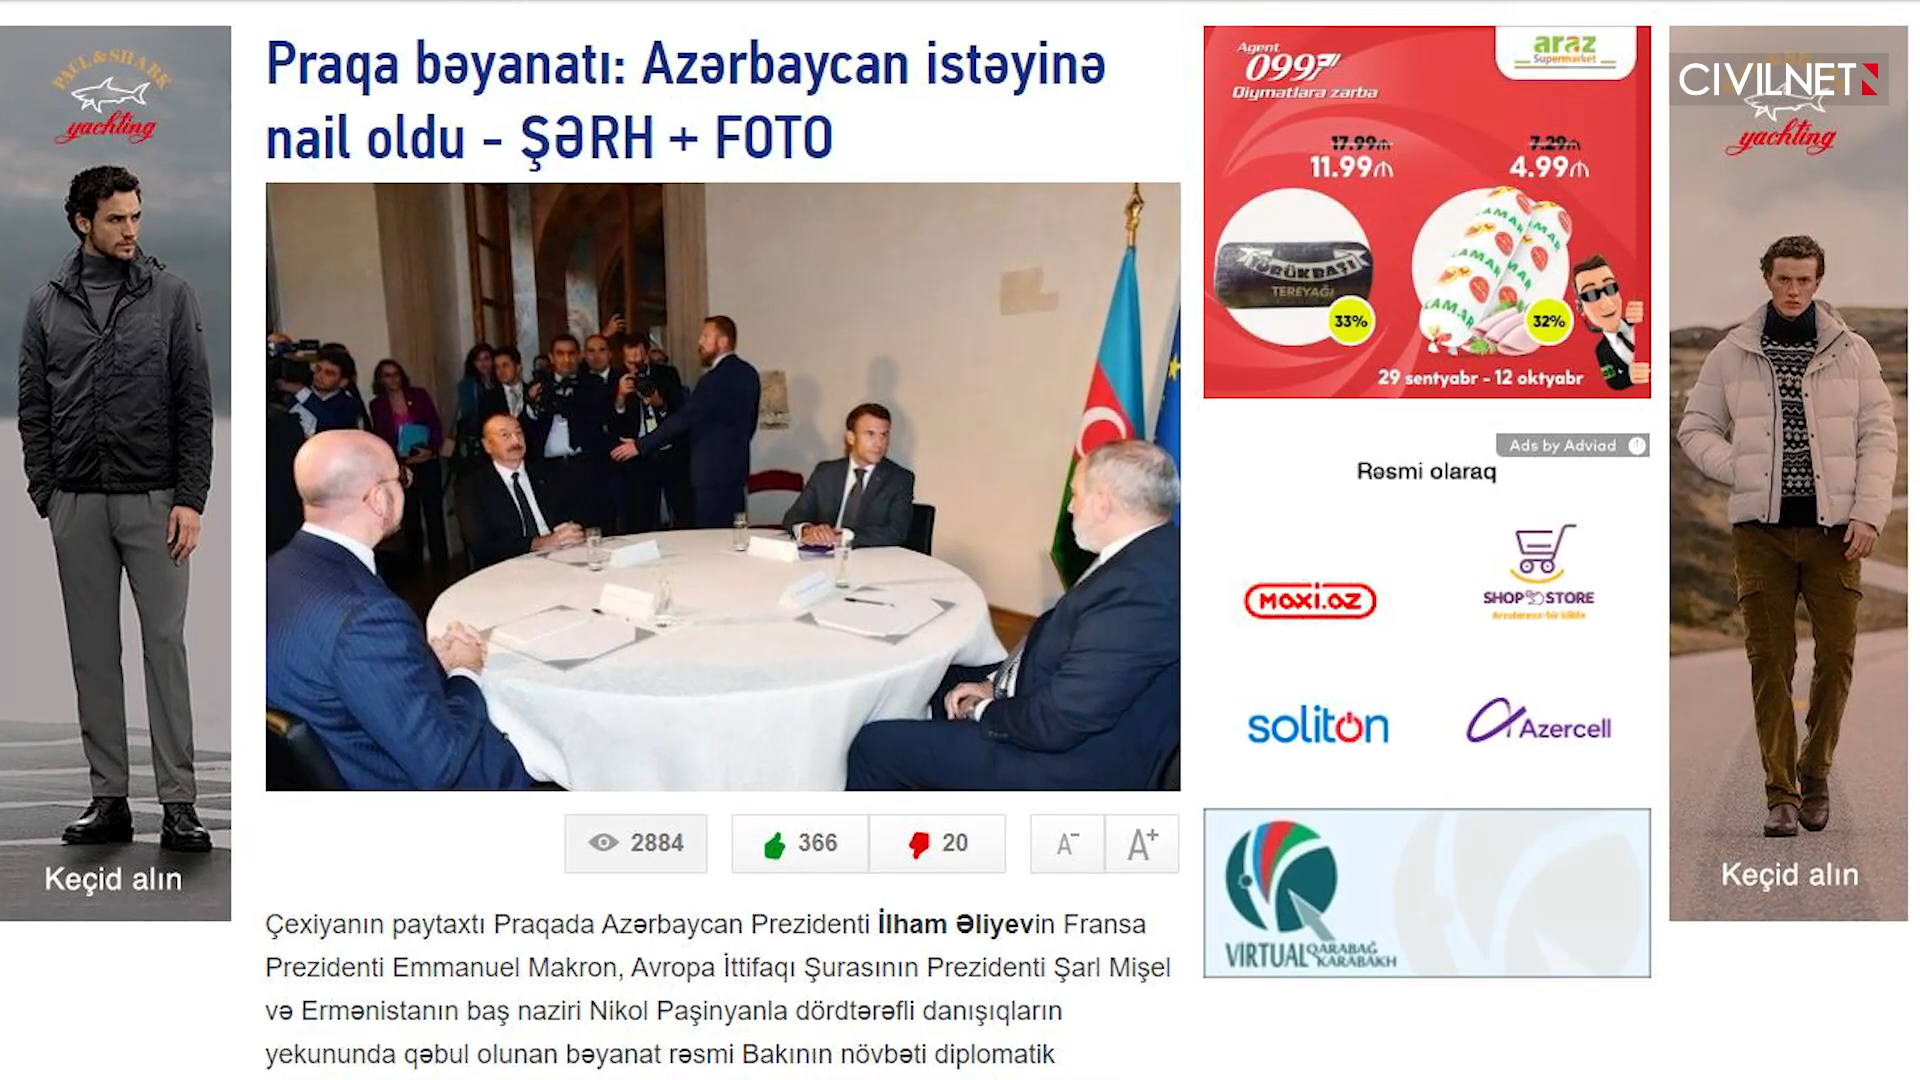 Praqa bəyanatı: Azərbaycan istəyinə
nail oldu - ŞƏRH + FOTO
PAUL & SHARK
yachting
Keçid alın
2884
366
20
A-
A+
Çexiyanın paytaxtı Praqada Azərbaycan Prezidenti İlham Əliyevin Fransa
Prezidenti Emmanuel Makron, Avropa İttifaqı Şurasının Prezidenti Şarl Mişel
və Ermənistanın baş naziri Nikol Paşinyanla dördtərəfli danışıqların
yekununda qəbul olunan bəyanat rəsmi Bakının növbəti diplomatik
Agent
099
Qiymatlara zarba
araz
Supermarket
17.99₼
11.99₼
7.29₼
4.99₼
YÖRÜKBAŞI
TEREYAĞI
33%
32%
29 sentyabr - 12 oktyabr
Ads by Adviad
Rəsmi olaraq
maxi.az
SHOP STORE
soliton
Azercell
VİRTUAL QARABAĞ
KARABAKH
CIVILNET
yachting
Keçid alın